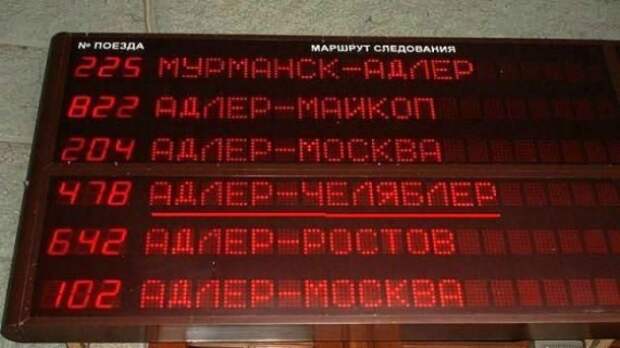 № ПОЕЗДА МАРШРУТ СЛЕДОВАНИЯ
225 МУРМАНСК-АДЛЕР
822 АДЛЕР-МАЙКОП
204 АДЛЕР-МОСКВА
478 АДЛЕР-ЧЕЛЯБЛЕР
642 АДЛЕР-РОСТОВ
102 АДЛЕР-МОСКВА